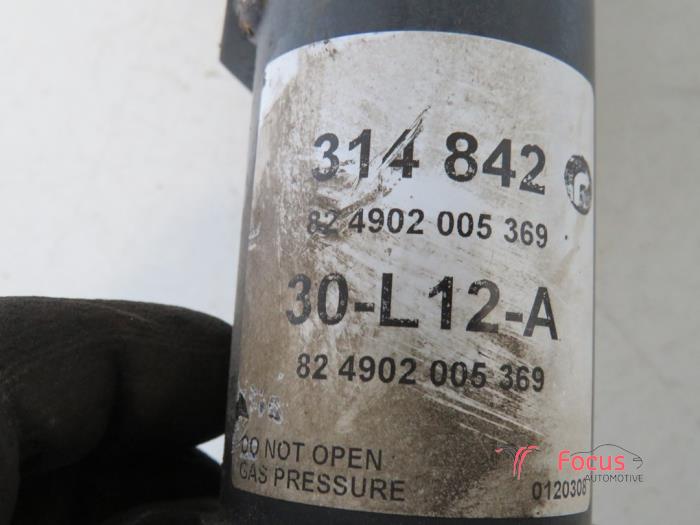 314 842 G
82 4902 005 369
30-L12-A
82 4902 005 369
DO NOT OPEN
GAS PRESSURE
0120308
Focus
AUTOMOTIVE